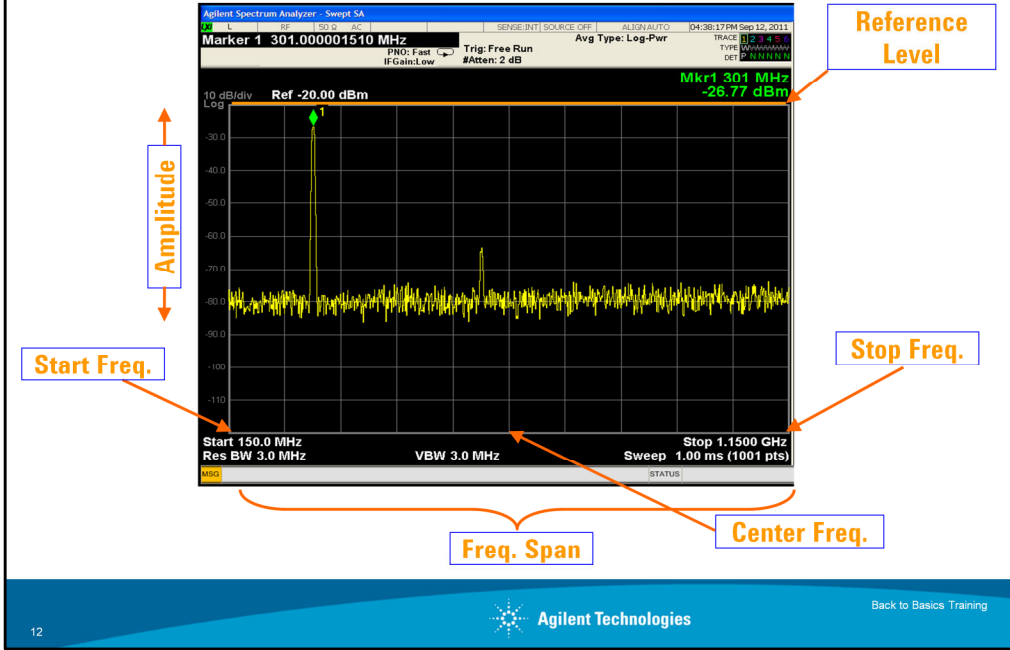 Agilent Spectrum Analyzer - Swept SA
L RF 50 Ω AC SENSE:INT SOURCE OFF ALIGN AUTO 04:38:17 PM Sep 12, 2011
Marker 1 301.000001510 MHz
PNO: Fast
IFGain:Low
Trig: Free Run
#Atten: 2 dB
Avg Type: Log-Pwr
TRACE 1 2 3 4 5 6
TYPE
DET P N N N N N
Reference
Level
Mkr1 301 MHz
-26.77 dBm
10 dB/div
Log
Ref -20.00 dBm
1
-30.0
-40.0
-50.0
-60.0
-70.0
-80.0
-90.0
-100
-110
Amplitude
Start Freq.
Stop Freq.
Start 150.0 MHz
Stop 1.1500 GHz
Res BW 3.0 MHz
VBW 3.0 MHz
Sweep 1.00 ms (1001 pts)
MSG
STATUS
Center Freq.
Freq. Span
Agilent Technologies
Back to Basics Training
12